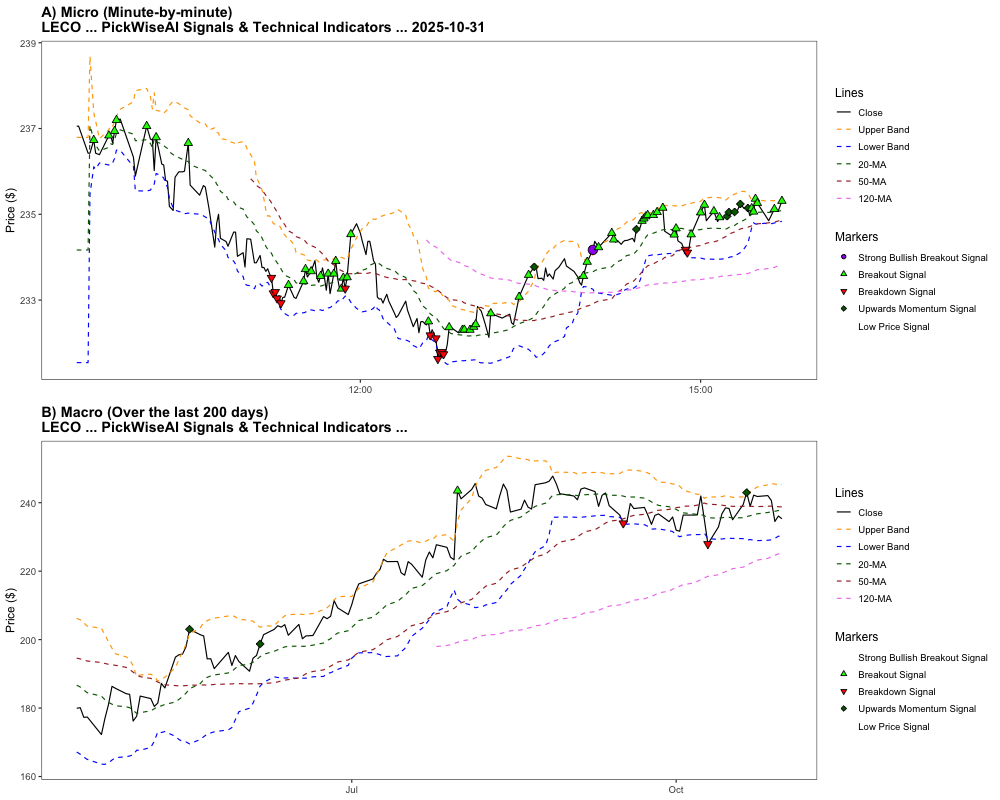 A) Micro (Minute-by-minute)
LECO ... PickWiseAI Signals & Technical Indicators ... 2025-10-31
239
237
235
233
Price ($)
12:00
15:00
Lines
Close
Upper Band
Lower Band
20-MA
50-MA
120-MA
Markers
Strong Bullish Breakout Signal
Breakout Signal
Breakdown Signal
Upwards Momentum Signal
Low Price Signal
B) Macro (Over the last 200 days)
LECO ... PickWiseAI Signals & Technical Indicators ...
240
220
200
180
160
Price ($)
Jul
Oct
Lines
Close
Upper Band
Lower Band
20-MA
50-MA
120-MA
Markers
Strong Bullish Breakout Signal
Breakout Signal
Breakdown Signal
Upwards Momentum Signal
Low Price Signal